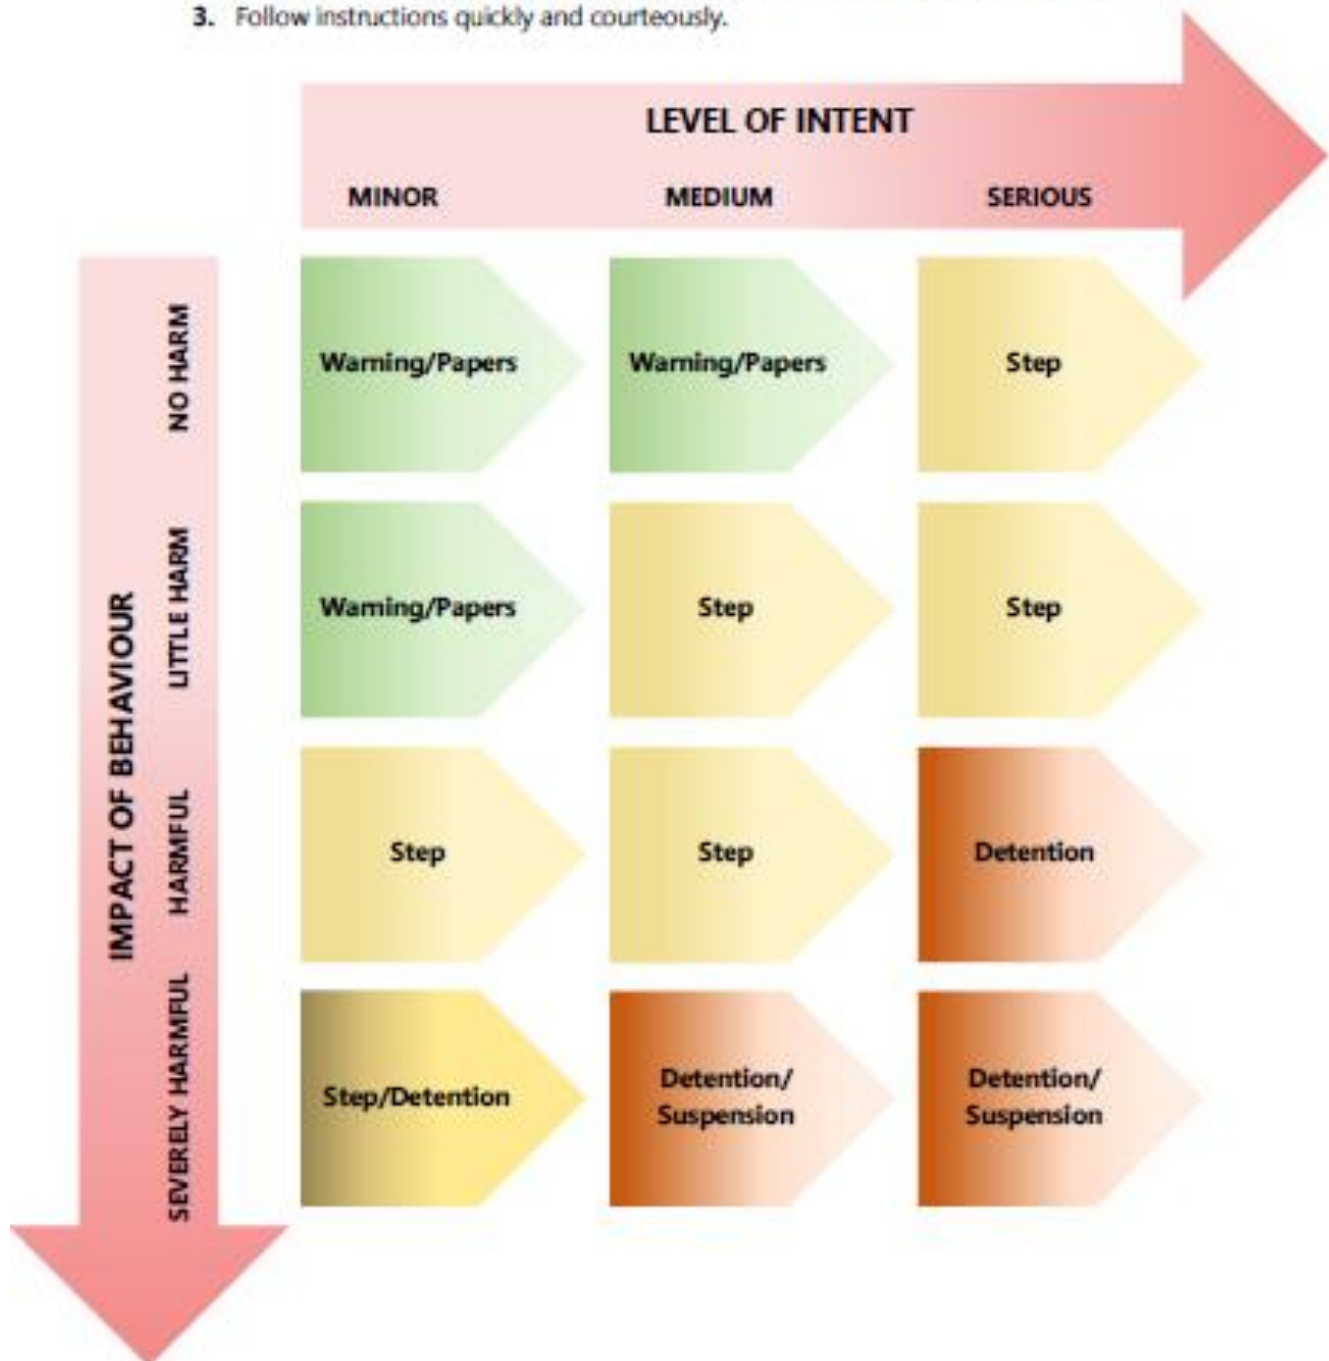 3. Follow instructions quickly and courteously.
LEVEL OF INTENT
MINOR MEDIUM SERIOUS
IMPACT OF BEHAVIOUR
NO HARM
Warning/Papers Warning/Papers Step
LITTLE HARM
Warning/Papers Step Step
HARMFUL
Step Step Detention
SEVERELY HARMFUL
Step/Detention Detention/ Detention/
Suspension Suspension